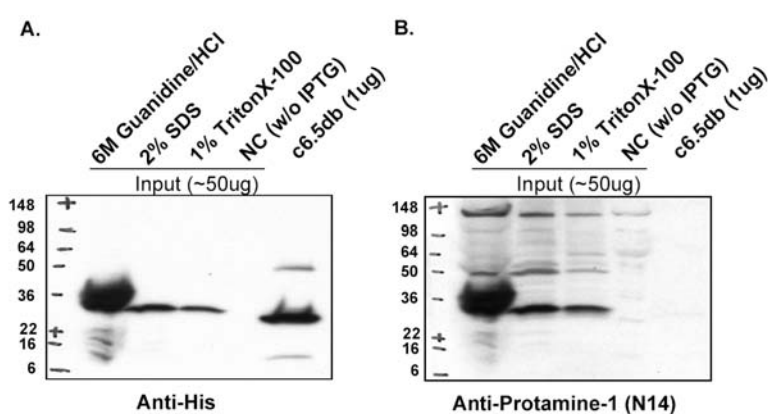 A.
6M Guanidine/HCl
2% SDS
1% TritonX-100
NC (w/o IPTG)
c6.5db (1ug)
Input (~50ug)
148
98
64
50
36
22
16
6
Anti-His
B.
6M Guanidine/HCl
2% SDS
1% TritonX-100
NC (w/o IPTG)
c6.5db (1ug)
Input (~50ug)
148
98
64
50
36
22
16
6
Anti-Protamine-1 (N14)